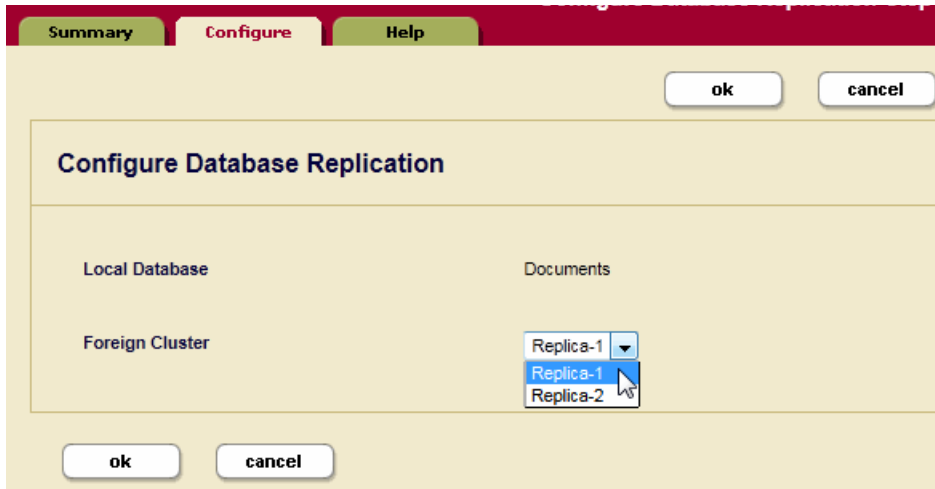 Summary Configure Help
ok cancel
Configure Database Replication
Local Database Documents
Foreign Cluster Replica-1
Replica-1
Replica-2
ok cancel